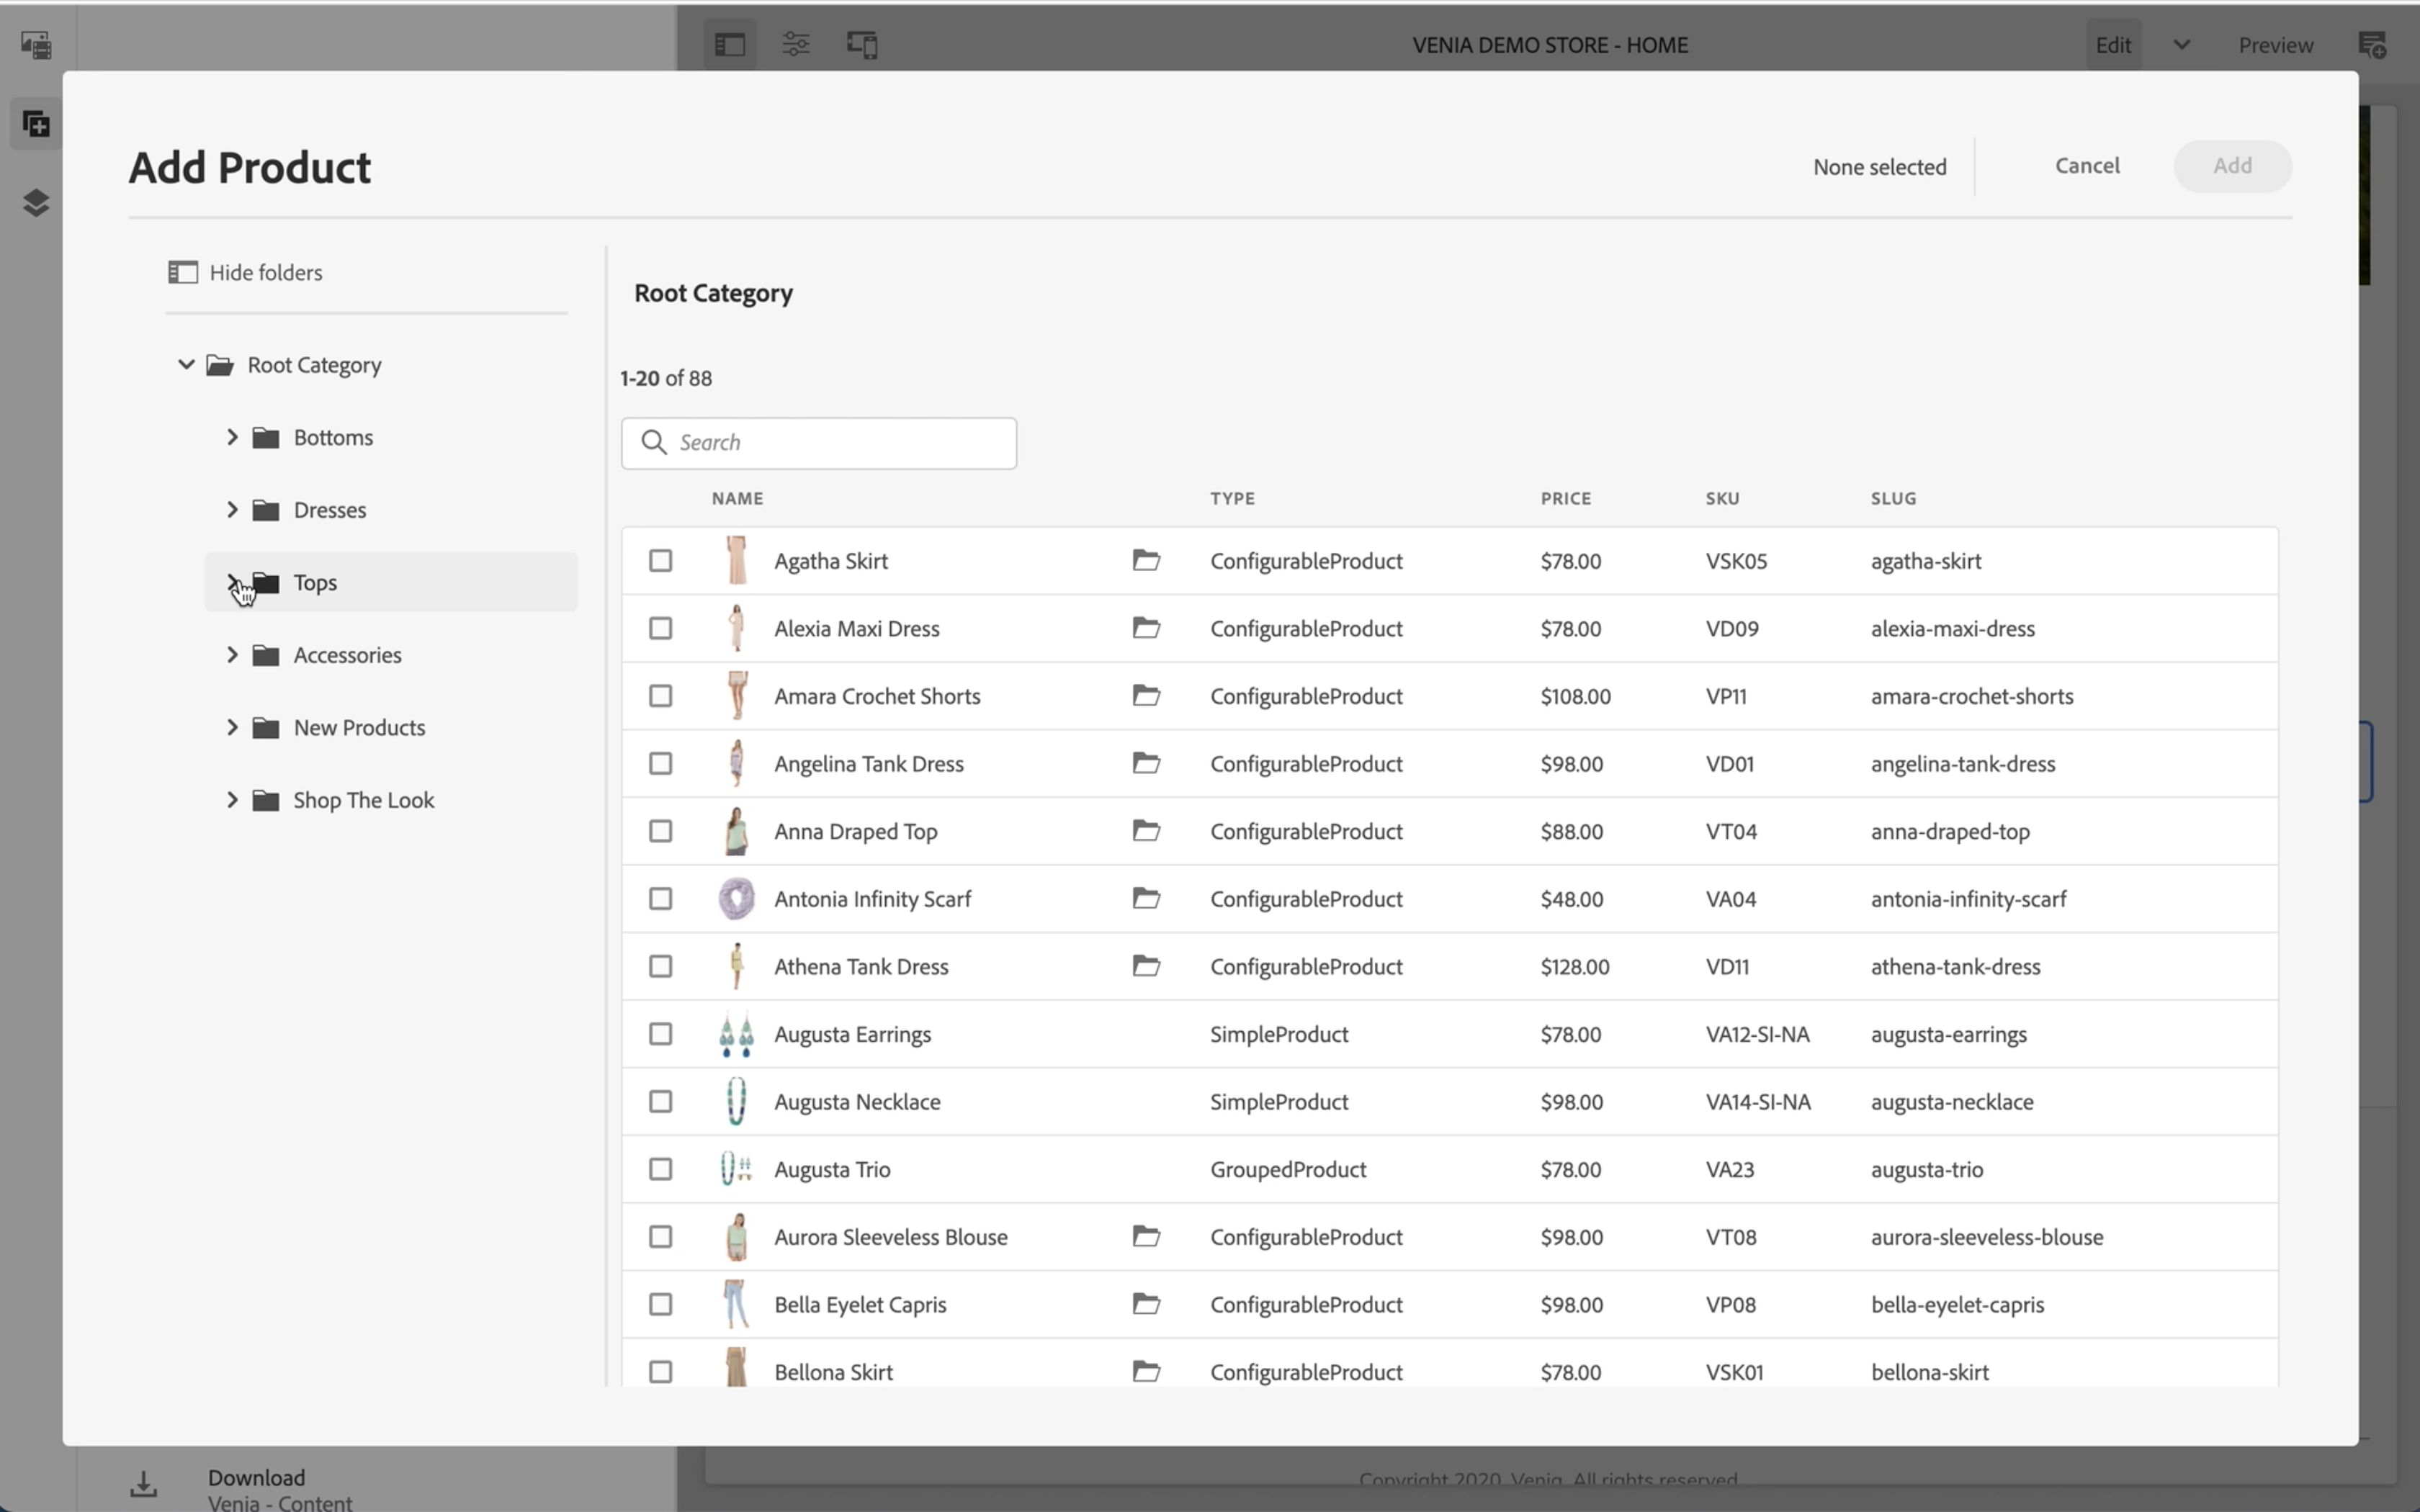 VENIA DEMO STORE - HOME
Edit
Preview
Add Product
None selected
Cancel
Add
Hide folders
Root Category
Bottoms
Dresses
Tops
Accessories
New Products
Shop The Look
Root Category
1-20 of 88
Search
NAME TYPE PRICE SKU SLUG
Agatha Skirt ConfigurableProduct $78.00 VSK05 agatha-skirt
Alexia Maxi Dress ConfigurableProduct $78.00 VD09 alexia-maxi-dress
Amara Crochet Shorts ConfigurableProduct $108.00 VP11 amara-crochet-shorts
Angelina Tank Dress ConfigurableProduct $98.00 VD01 angelina-tank-dress
Anna Draped Top ConfigurableProduct $88.00 VT04 anna-draped-top
Antonia Infinity Scarf ConfigurableProduct $48.00 VA04 antonia-infinity-scarf
Athena Tank Dress ConfigurableProduct $128.00 VD11 athena-tank-dress
Augusta Earrings SimpleProduct $78.00 VA12-SI-NA augusta-earrings
Augusta Necklace SimpleProduct $98.00 VA14-SI-NA augusta-necklace
Augusta Trio GroupedProduct $78.00 VA23 augusta-trio
Aurora Sleeveless Blouse ConfigurableProduct $98.00 VT08 aurora-sleeveless-blouse
Bella Eyelet Capris ConfigurableProduct $98.00 VP08 bella-eyelet-capris
Bellona Skirt ConfigurableProduct $78.00 VSK01 bellona-skirt
Download
Venia - Content
Copyright 2020, Venia. All rights reserved